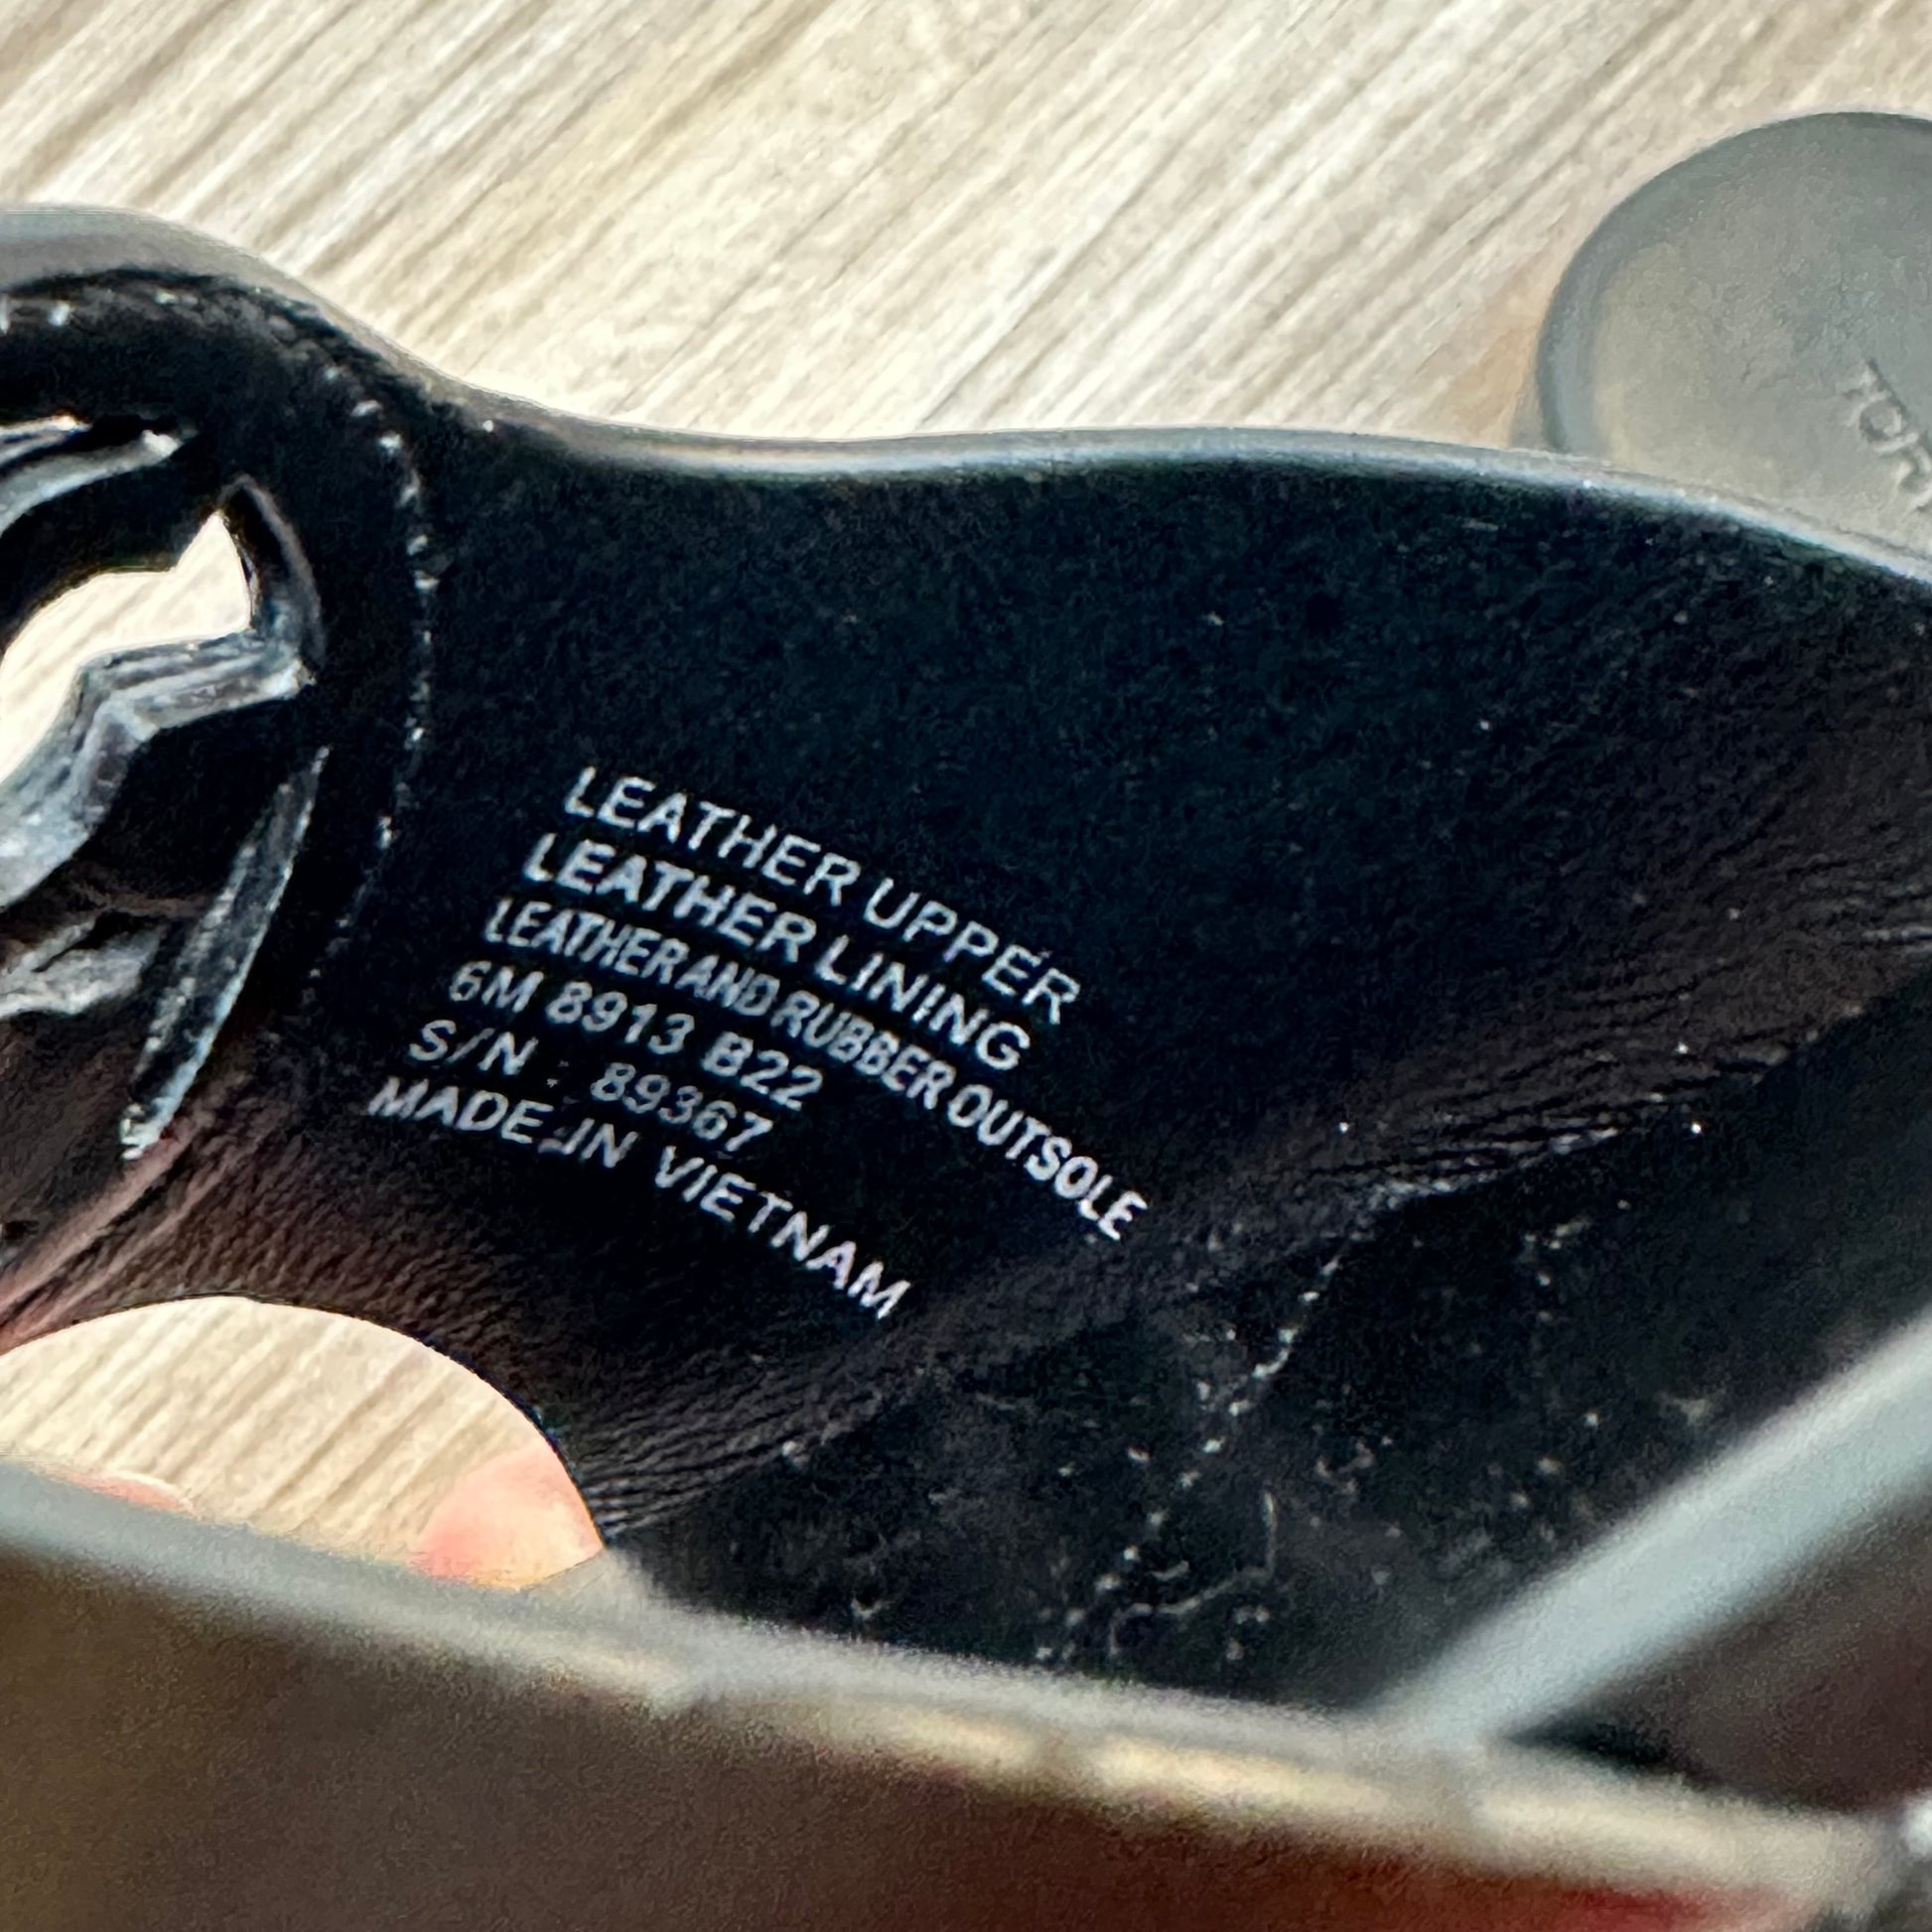 LEATHER UPPER
LEATHER LINING
LEATHER AND RUBBER OUTSOLE
6M 8913 B22
S/N : 89367
MADE IN VIETNAM